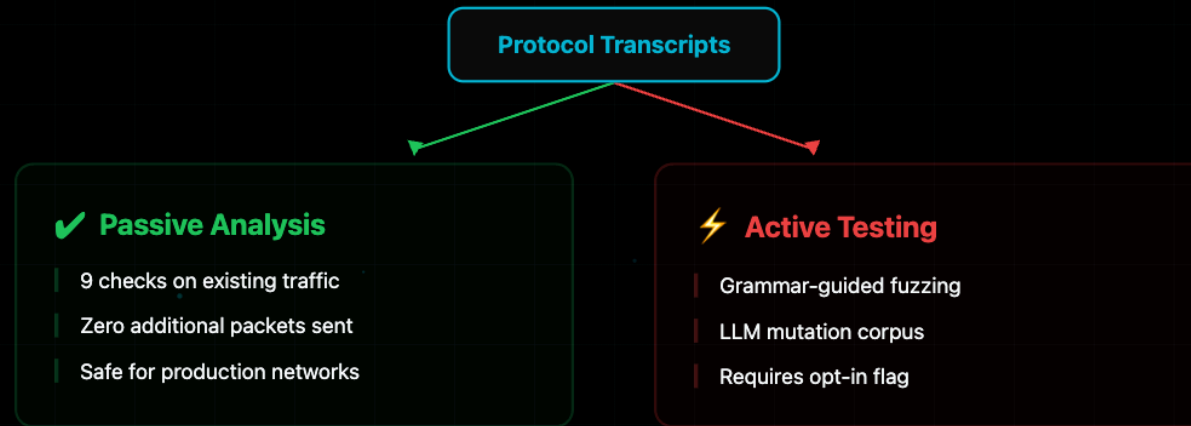 Protocol Transcripts
Passive Analysis
9 checks on existing traffic
Zero additional packets sent
Safe for production networks
Active Testing
Grammar-guided fuzzing
LLM mutation corpus
Requires opt-in flag